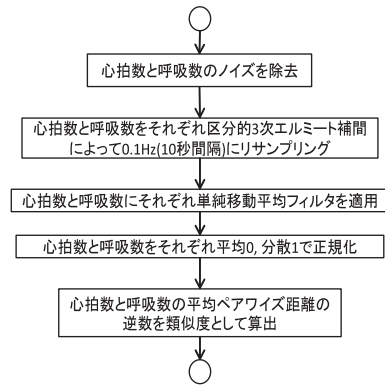 心拍数と呼吸数のノイズを除去
心拍数と呼吸数をそれぞれ区分的3次エルミート補間
によって0.1Hz(10秒間隔)にリサンプリング
心拍数と呼吸数にそれぞれ単純移動平均フィルタを適用
心拍数と呼吸数をそれぞれ平均0, 分散1で正規化
心拍数と呼吸数の平均ペアワイズ距離の
逆数を類似度として算出